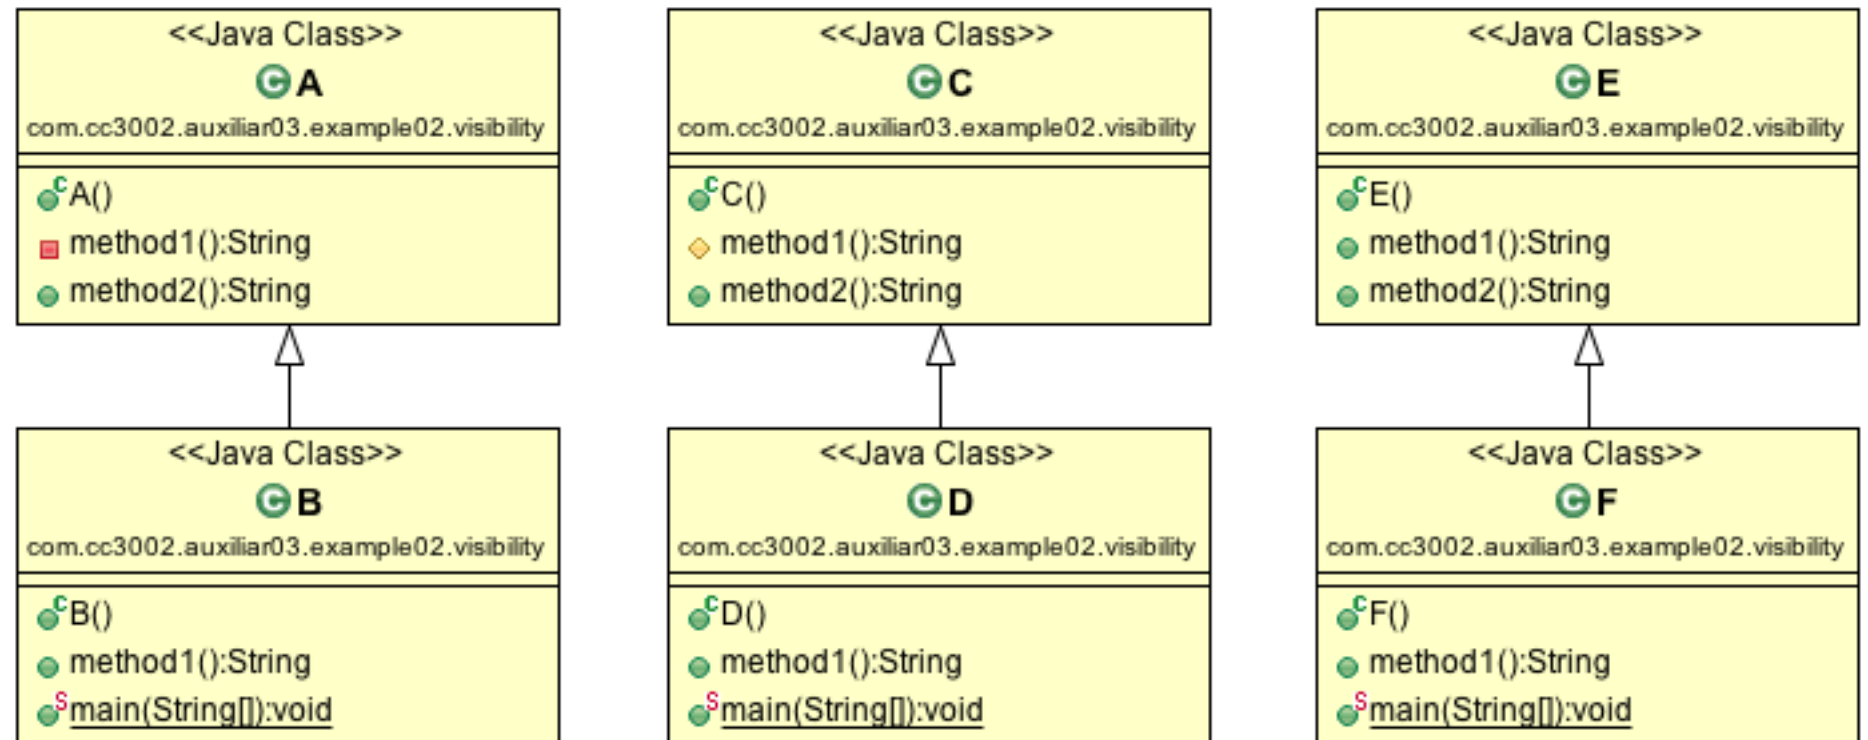 <<Java Class>>
C A
com.cc3002.auxiliar03.example02.visibility
C A()
method1():String
method2():String
<<Java Class>>
C C
com.cc3002.auxiliar03.example02.visibility
C C()
method1():String
method2():String
<<Java Class>>
C E
com.cc3002.auxiliar03.example02.visibility
C E()
method1():String
method2():String
<<Java Class>>
C B
com.cc3002.auxiliar03.example02.visibility
C B()
method1():String
S main(String[]):void
<<Java Class>>
C D
com.cc3002.auxiliar03.example02.visibility
C D()
method1():String
S main(String[]):void
<<Java Class>>
C F
com.cc3002.auxiliar03.example02.visibility
C F()
method1():String
S main(String[]):void